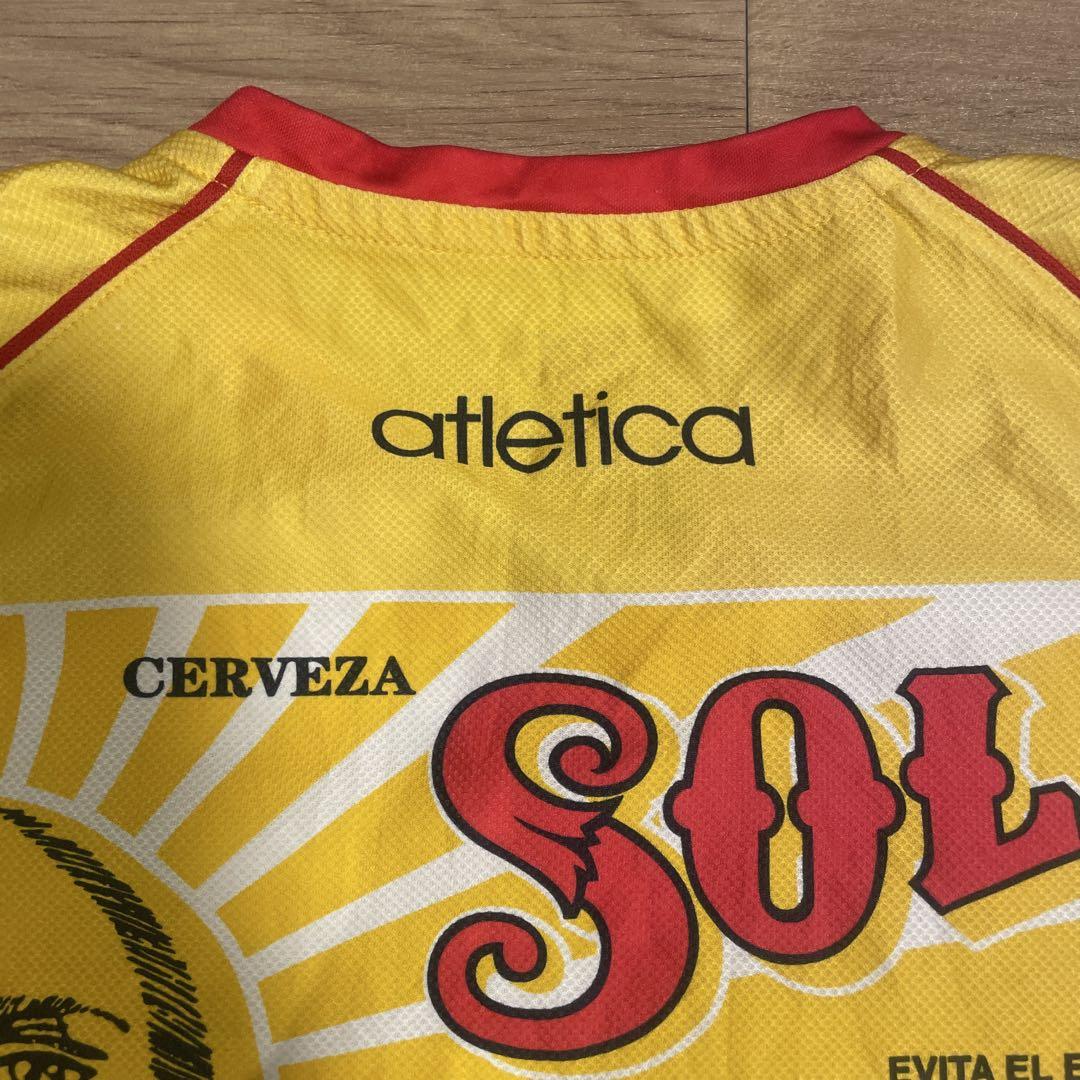 atletica
CERVEZA
SOL
EVITA EL